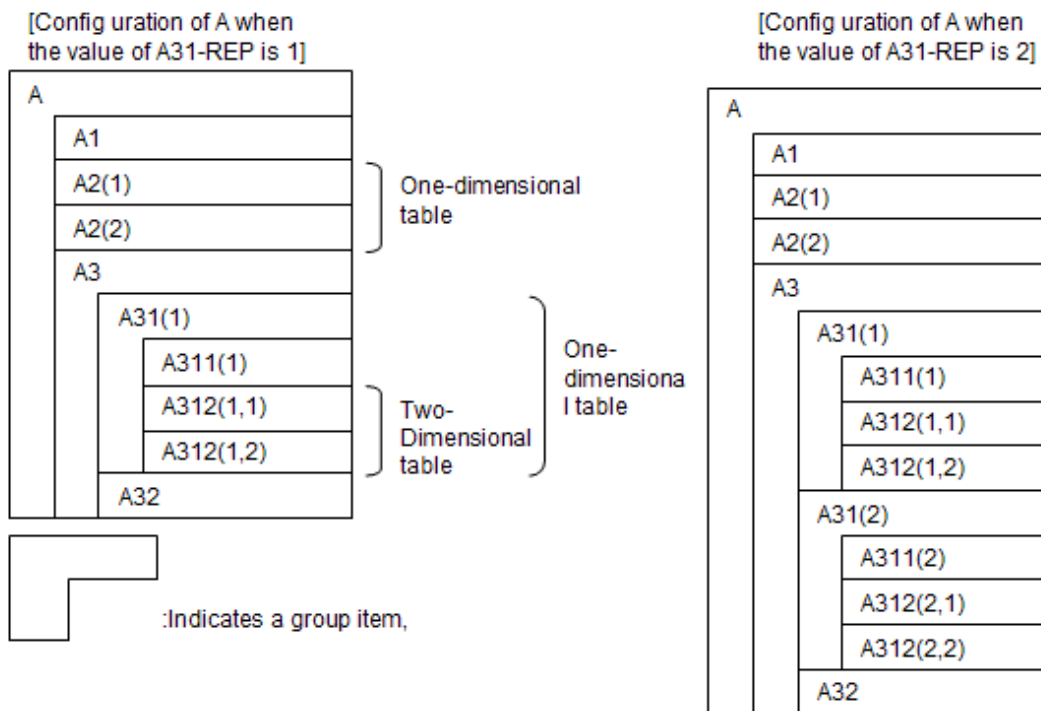 [Config uration of A when
the value of A31-REP is 1]
A
A1
A2(1)
A2(2)
One-dimensional
table
A3
A31(1)
A311(1)
A312(1,1)
A312(1,2)
Two-
Dimensional
table
One-
dimensiona
l table
A32
:Indicates a group item,
[Config uration of A when
the value of A31-REP is 2]
A
A1
A2(1)
A2(2)
A3
A31(1)
A311(1)
A312(1,1)
A312(1,2)
A31(2)
A311(2)
A312(2,1)
A312(2,2)
A32